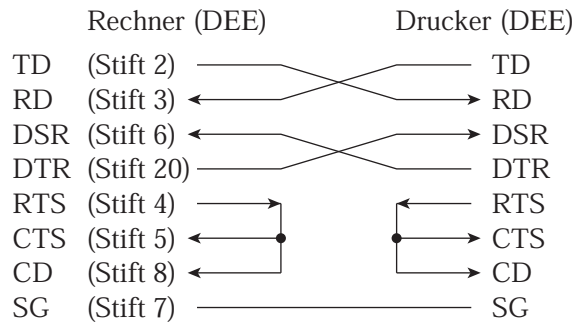 Rechner (DEE) Drucker (DEE)
TD (Stift 2) TD
RD (Stift 3) RD
DSR (Stift 6) DSR
DTR (Stift 20) DTR
RTS (Stift 4) RTS
CTS (Stift 5) CTS
CD (Stift 8) CD
SG (Stift 7) SG